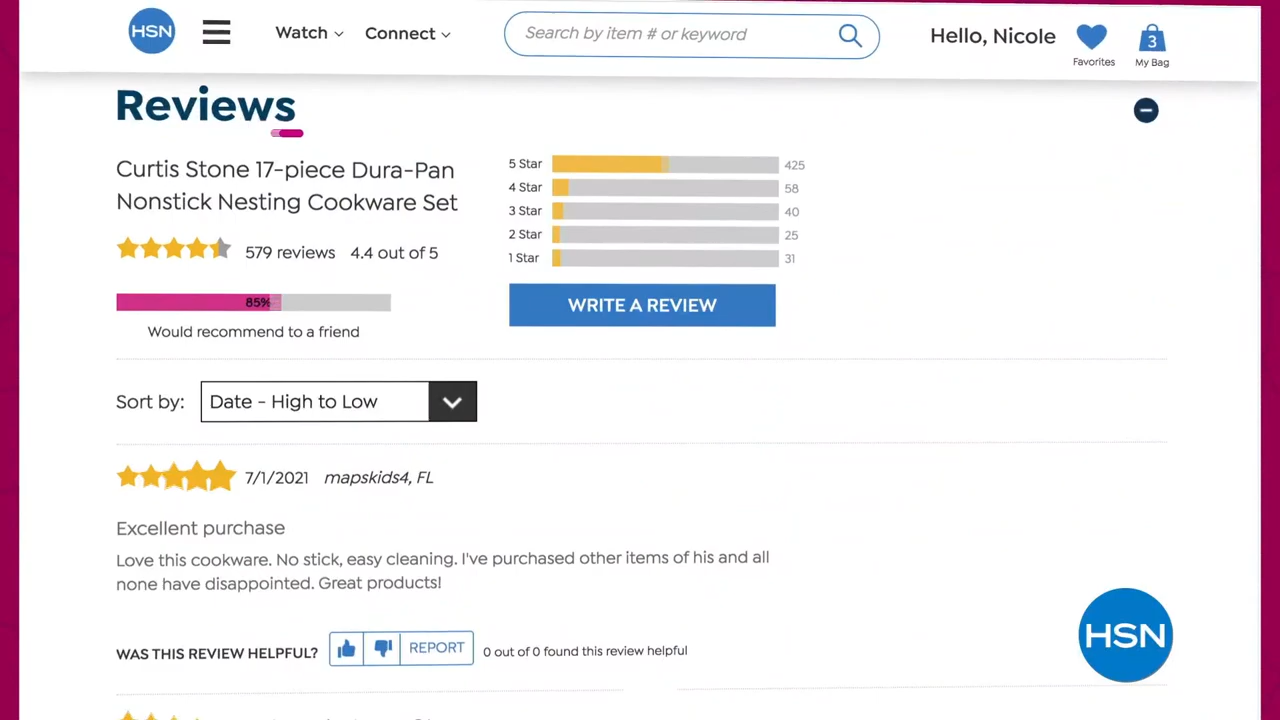 HSN
Watch
Connect
Search by item # or keyword
Hello, Nicole
Favorites
3
My Bag
Reviews
Curtis Stone 17-piece Dura-Pan
Nonstick Nesting Cookware Set
579 reviews
4.4 out of 5
85%
Would recommend to a friend
5 Star
425
4 Star
58
3 Star
40
2 Star
25
1 Star
31
WRITE A REVIEW
Sort by:
Date - High to Low
7/1/2021
mapskids4, FL
Excellent purchase
Love this cookware. No stick, easy cleaning. I've purchased other items of his and all
none have disappointed. Great products!
WAS THIS REVIEW HELPFUL?
REPORT
0 out of 0 found this review helpful
HSN